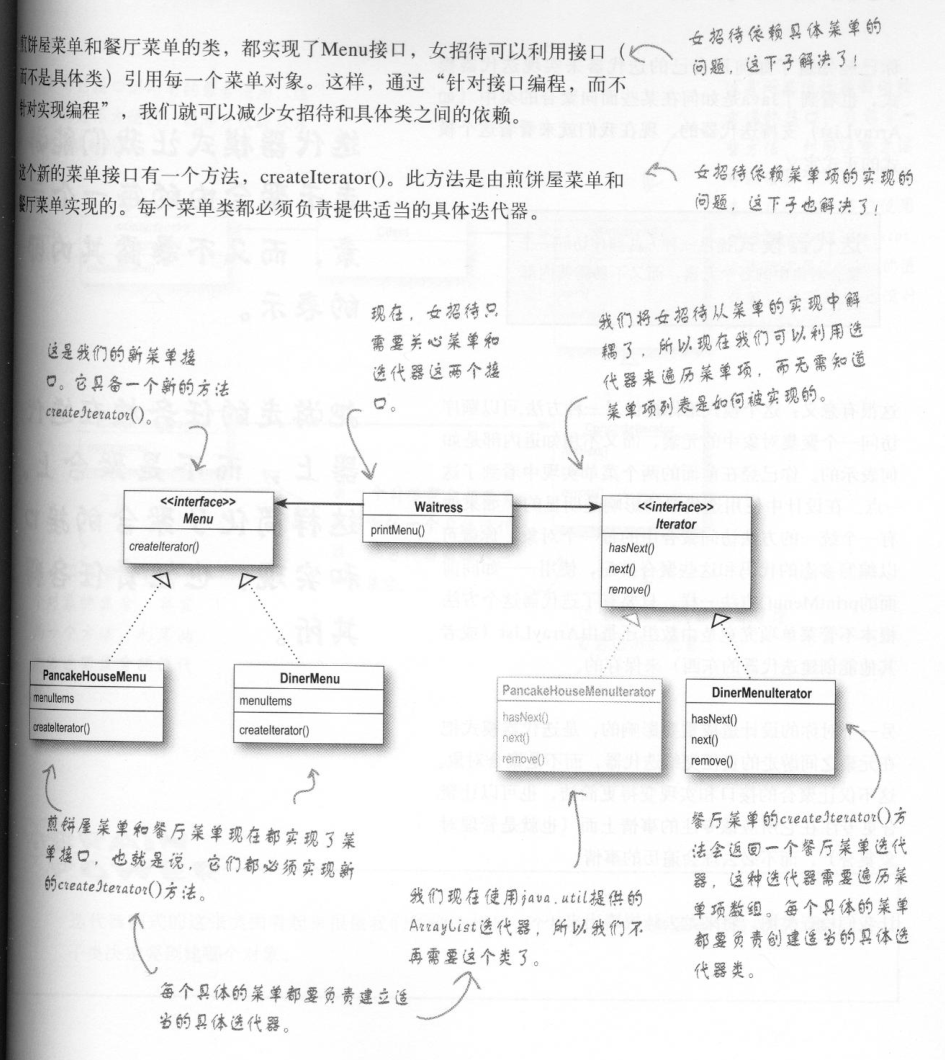 煎饼屋菜单和餐厅菜单的类，都实现了Menu接口，女招待可以利用接口（
而不是具体类）引用每一个菜单对象。这样，通过“针对接口编程，而不
针对实现编程”，我们就可以减少女招待和具体类之间的依赖。
女招待依赖具体菜单的
问题，这下子解决了！
这个新的菜单接口有一个方法，createIterator()。此方法是由煎饼屋菜单和
餐厅菜单实现的。每个菜单类都必须负责提供适当的具体迭代器。
女招待依赖菜单项的实现的
问题，这下子也解决了！
这是我们的新菜单接
口。它具备一个新的方法
createIterator()。
现在，女招待只
需要关心菜单和
迭代器这两个接
口。
我们将女招待从菜单的实现中解
耦了，所以现在我们可以利用迭
代器来遍历菜单项，而无需知道
菜单项列表是如何被实现的。
<<interface>>
Menu
createIterator()
Waitress
printMenu()
<<interface>>
Iterator
hasNext()
next()
remove()
PancakeHouseMenu
menuItems
createIterator()
DinerMenu
menuItems
createIterator()
PancakeHouseMenuIterator
hasNext()
next()
remove()
DinerMenuIterator
hasNext()
next()
remove()
煎饼屋菜单和餐厅菜单现在都实现了菜
单接口，也就是说，它们都必须实现新
的createIterator()方法。
我们现在使用java.util提供的
ArrayList迭代器，所以我们不
再需要这个类了。
餐厅菜单的createIterator()方
法会返回一个餐厅菜单迭代
器，这种迭代器需要遍历菜
单项数组。每个具体的菜单
都要负责创建适当的具体迭
代器类。
每个具体的菜单都要负责建立适
当的具体迭代器。